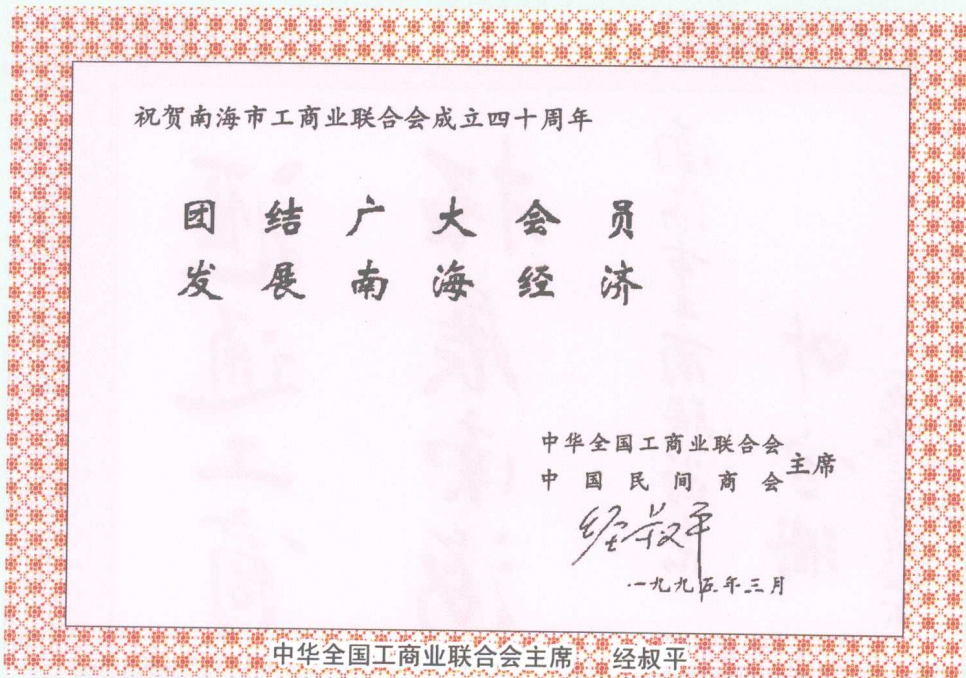 祝贺南海市工商业联合会成立四十周年
团结广大会员
发展南海经济
中华全国工商业联合会
中国民间商会
主席
经叔平
一九九五年三月
中华全国工商业联合会主席 经叔平